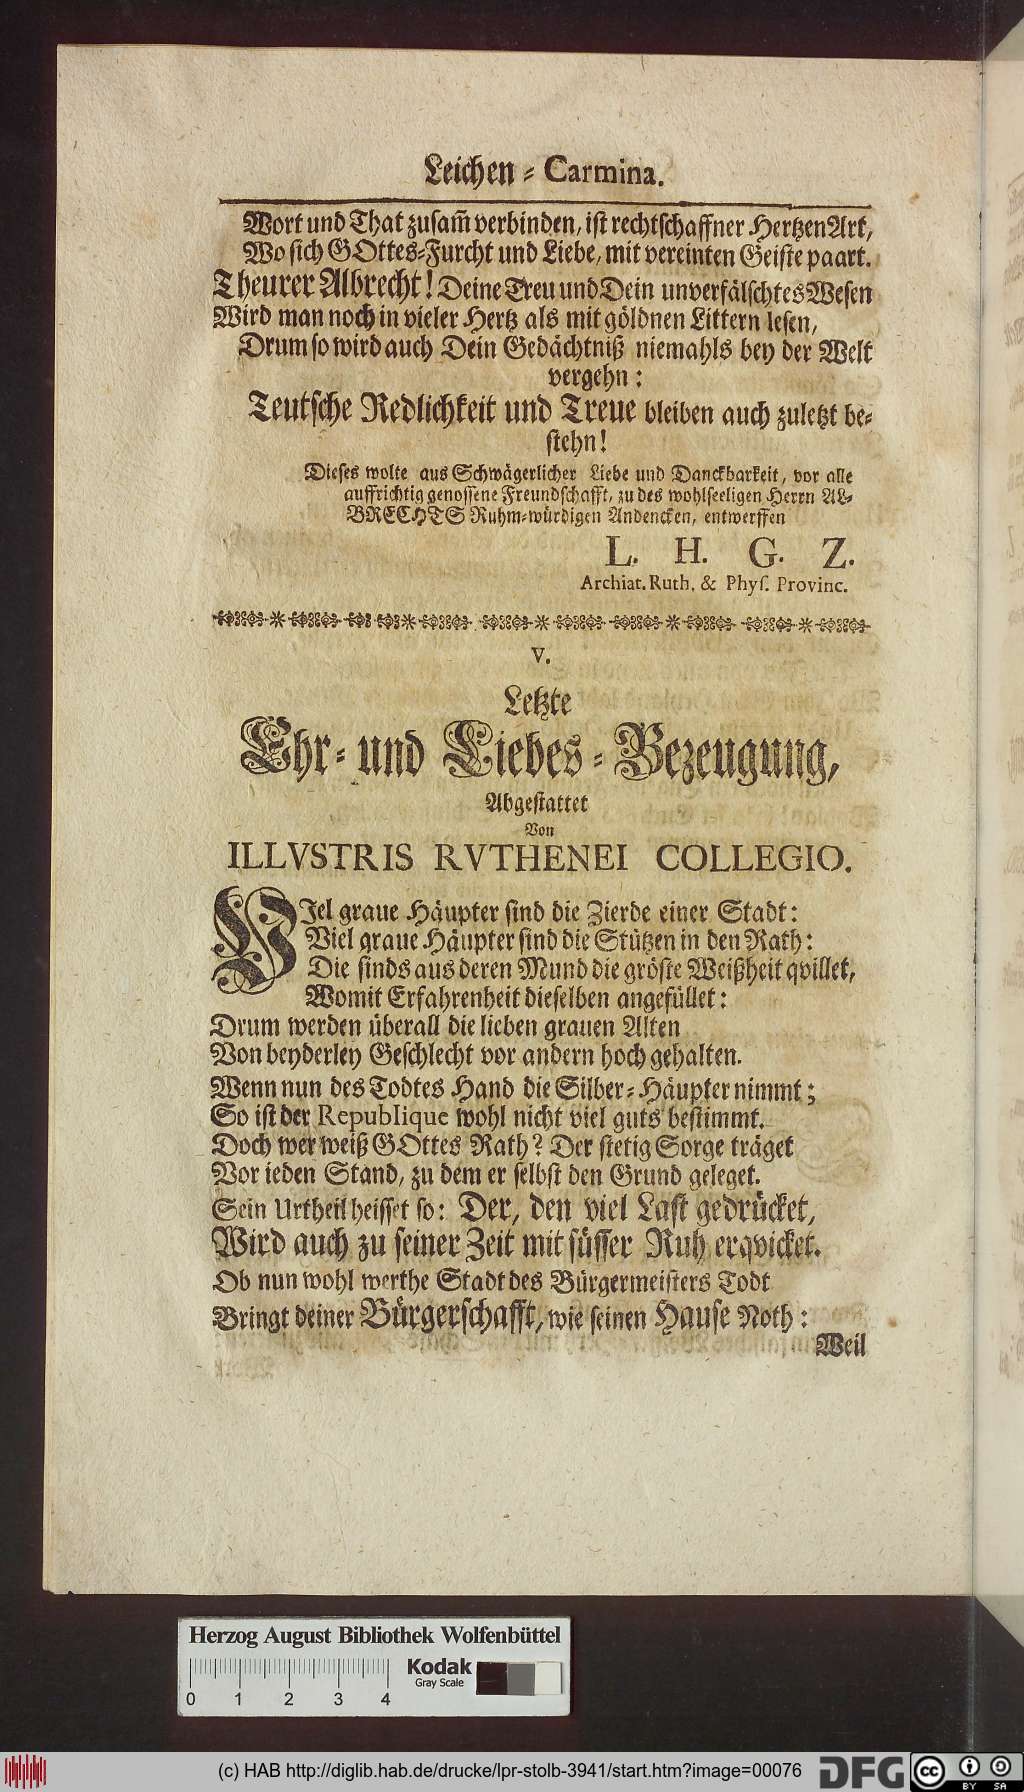 Leichen-Carmina.
Wort und That zusam̃ verbinden, ist rechtschaffner Hertzen Art,
Wo sich GOttes-Furcht und Liebe, mit vereinten Geiste paart.
Theurer Albrecht! Deine Treu und Dein unverfälschtes Wesen
Wird man noch in vieler Hertz als mit göldnen Littern lesen,
Drum so wird auch Dein Gedächtniß niemahls bey der Welt
vergehn:
Teutsche Redlichkeit und Treue bleiben auch zuletzt be-
stehn!
Dieses wolte aus Schwägerlicher Liebe und Danckbarkeit, vor alle
auffrichtig genossene Freundschafft, zu des wohlseeligen Herrn AL-
BRECHTS Ruhm-würdigen Andencken, entwerffen
L. H. G. Z.
Archiat. Ruth. & Phyſ. Provinc.
V.
Letzte
Ehr- und Liebes-Bezeugung,
Abgestattet
Von
ILLVSTRIS RVTHENEI COLLEGIO.
VIel graue Häupter sind die Zierde einer Stadt:
Viel graue Häupter sind die Stützen in den Rath:
Die sinds aus deren Mund die gröste Weißheit qvillet,
Womit Erfahrenheit dieselben angefüllet:
Drum werden überall die lieben grauen Alten
Von beyderley Geschlecht vor andern hoch gehalten.
Wenn nun des Todtes Hand die Silber-Häupter nimmt;
So ist der Republique wohl nicht viel guts bestimmt.
Doch wer weiß GOttes Rath? Der stetig Sorge träget
Vor ieden Stand, zu dem er selbst den Grund geleget.
Sein Urtheil heisset so: Der, den viel Last gedrücket,
Wird auch zu seiner Zeit mit süsser Ruh erqvicket.
Ob nun wohl werthe Stadt des Bürgermeisters Todt
Bringt deiner Bürgerschafft, wie seinen Hause Noth:
Weil
Herzog August Bibliothek Wolfenbüttel
Kodak
Gray Scale
0 1 2 3 4
(c) HAB http://diglib.hab.de/drucke/lpr-stolb-3941/start.htm?image=00076
DFG
cc BY SA